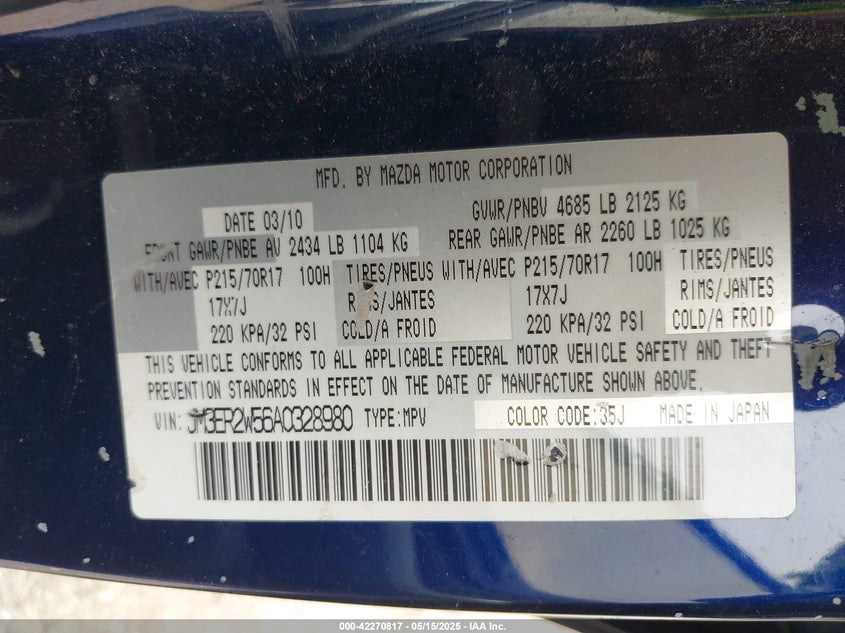 MFD. BY MAZDA MOTOR CORPORATION
DATE 03/10 GVWR/PNBV 4685 LB 2125 KG
FRONT GAWR/PNBE AV 2434 LB 1104 KG REAR GAWR/PNBE AR 2260 LB 1025 KG
WITH/AVEC P215/70R17 100H TIRES/PNEUS WITH/AVEC P215/70R17 100H TIRES/PNEUS
17X7J RIMS/JANTES 17X7J RIMS/JANTES
220 KPA/32 PSI COLD/A FROID 220 KPA/32 PSI COLD/A FROID
THIS VEHICLE CONFORMS TO ALL APPLICABLE FEDERAL MOTOR VEHICLE SAFETY AND THEFT
PREVENTION STANDARDS IN EFFECT ON THE DATE OF MANUFACTURE SHOWN ABOVE.
VIN: JM3ER2W56A0328980 TYPE:MPV COLOR CODE:35J MADE IN JAPAN
000-42270817 - 05/15/2025 - IAA Inc.